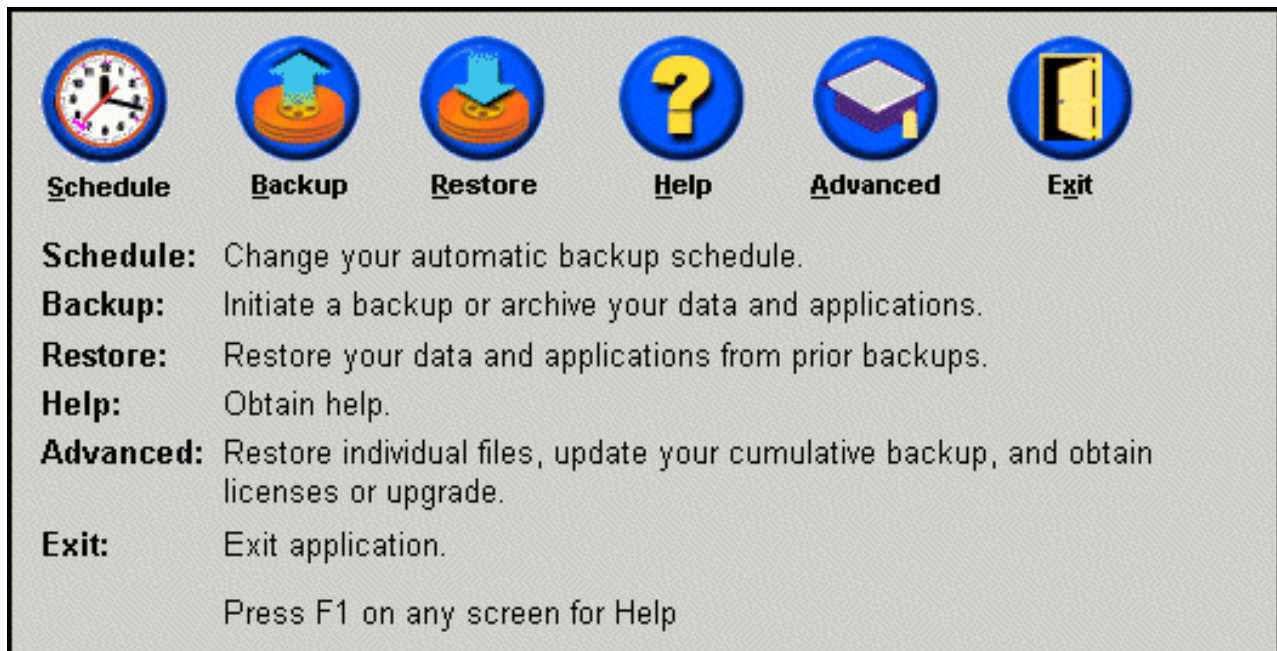 Schedule Backup Restore Help Advanced Exit
Schedule: Change your automatic backup schedule.
Backup: Initiate a backup or archive your data and applications.
Restore: Restore your data and applications from prior backups.
Help: Obtain help.
Advanced: Restore individual files, update your cumulative backup, and obtain
licenses or upgrade.
Exit: Exit application.
Press F1 on any screen for Help